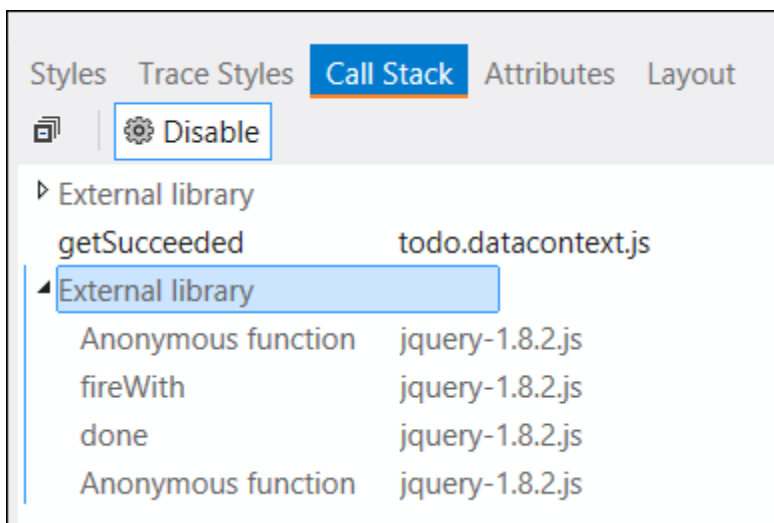 Styles Trace Styles Call Stack Attributes Layout
Disable
External library
getSucceeded todo.datacontext.js
External library
Anonymous function jquery-1.8.2.js
fireWith jquery-1.8.2.js
done jquery-1.8.2.js
Anonymous function jquery-1.8.2.js